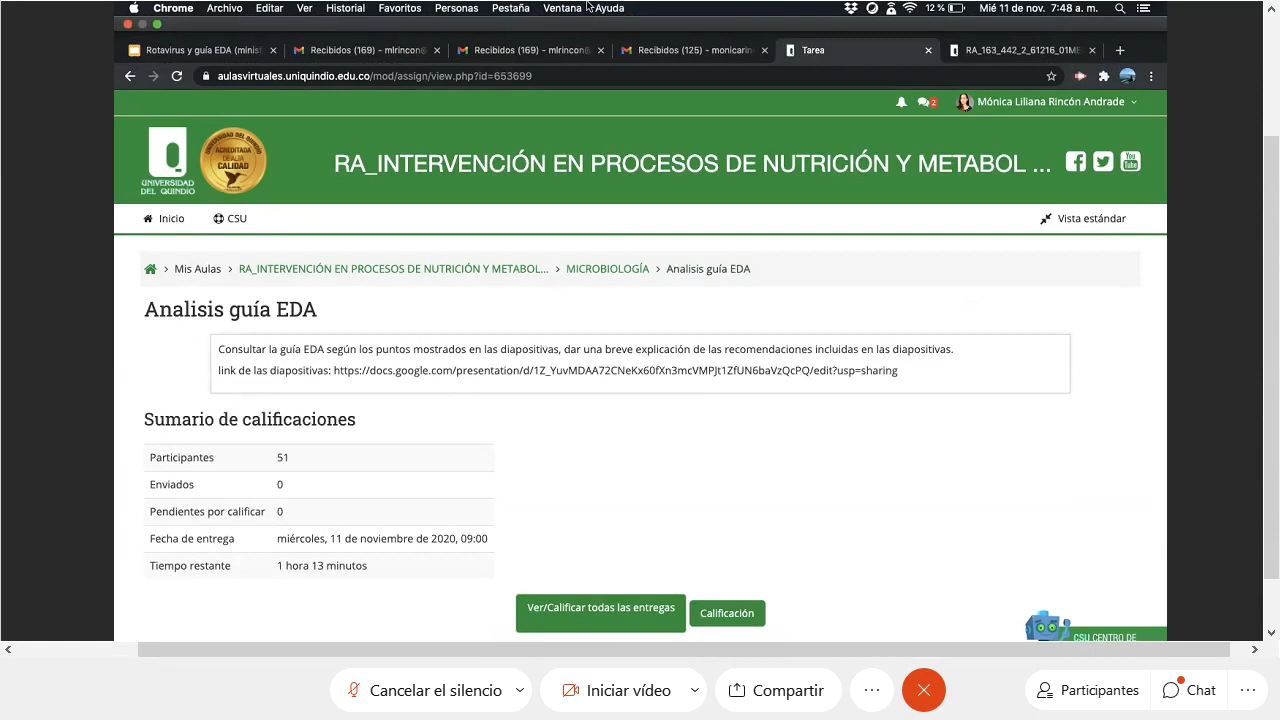 Chrome Archivo Editar Ver Historial Favoritos Personas Pestaña Ventana Ayuda 12 % Mié 11 de nov. 7:48 a. m.
Rotavirus y guía EDA (minist Recibidos (169) - mlrincon@ Recibidos (169) - mlrincon@ Recibidos (125) - monicarin Tarea RA_163_442_2_61216_01ME
aulasvirtuales.uniquindio.edu.co/mod/assign/view.php?id=653699
2 Mónica Liliana Rincón Andrade
UNIVERSIDAD DEL QUINDÍO
ACREDITADA
DE ALTA
CALIDAD
RA_INTERVENCIÓN EN PROCESOS DE NUTRICIÓN Y METABOL ...
You Tube
UNIVERSIDAD
DEL QUINDÍO
Inicio CSU Vista estándar
Mis Aulas RA_INTERVENCIÓN EN PROCESOS DE NUTRICIÓN Y METABOL... MICROBIOLOGÍA Analisis guía EDA
Analisis guía EDA
Consultar la guía EDA según los puntos mostrados en las diapositivas, dar una breve explicación de las recomendaciones incluidas en las diapositivas.
link de las diapositivas: https://docs.google.com/presentation/d/1Z_YuvMDAA72CNeKx60fXn3mcVMPJt1ZfUN6baVzQcPQ/edit?usp=sharing
Sumario de calificaciones
Participantes 51
Enviados 0
Pendientes por calificar 0
Fecha de entrega miércoles, 11 de noviembre de 2020, 09:00
Tiempo restante 1 hora 13 minutos
Ver/Calificar todas las entregas Calificación
CSU CENTRO DE
Cancelar el silencio Iniciar vídeo Compartir Participantes Chat